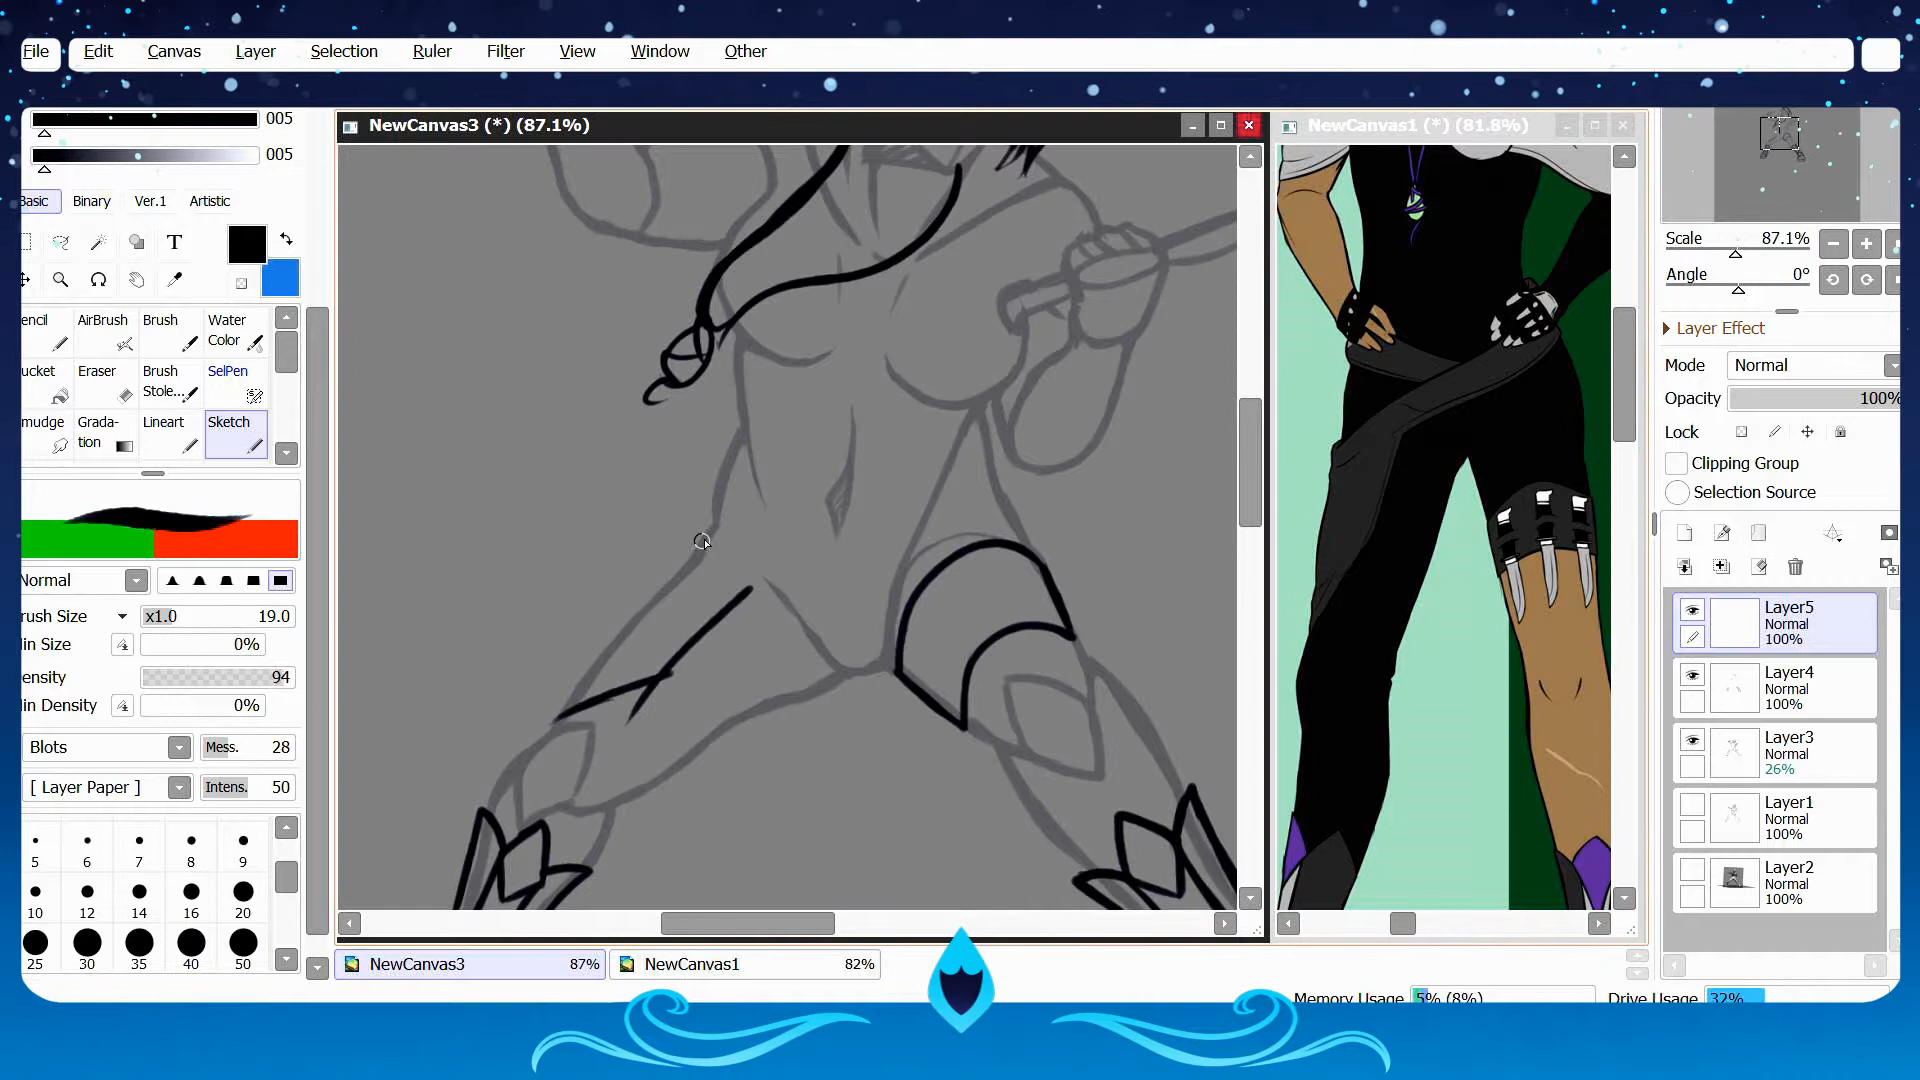 File Edit Canvas Layer Selection Ruler Filter View Window Other
005
005
NewCanvas3 (*) (87.1%)
NewCanvas1 (*) (81.8%)
Basic Binary Ver.1 Artistic
T
encil AirBrush Brush Water Color
ucket Eraser Brush Stole... SelPen
mudge Grada- tion Lineart Sketch
Normal
rush Size x1.0 19.0
in Size 0%
ensity 94
in Density 0%
Blots Mess. 28
[ Layer Paper ] Intens. 50
5 6 7 8 9
10 12 14 16 20
25 30 35 40 50
NewCanvas3 87%
NewCanvas1 82%
Scale 87.1%
Angle 0°
Layer Effect
Mode Normal
Opacity 100%
Lock
Clipping Group
Selection Source
Layer5
Normal
100%
Layer4
Normal
100%
Layer3
Normal
26%
Layer1
Normal
100%
Layer2
Normal
100%
Memory Usage 5% (8%) Drive Usage 32%